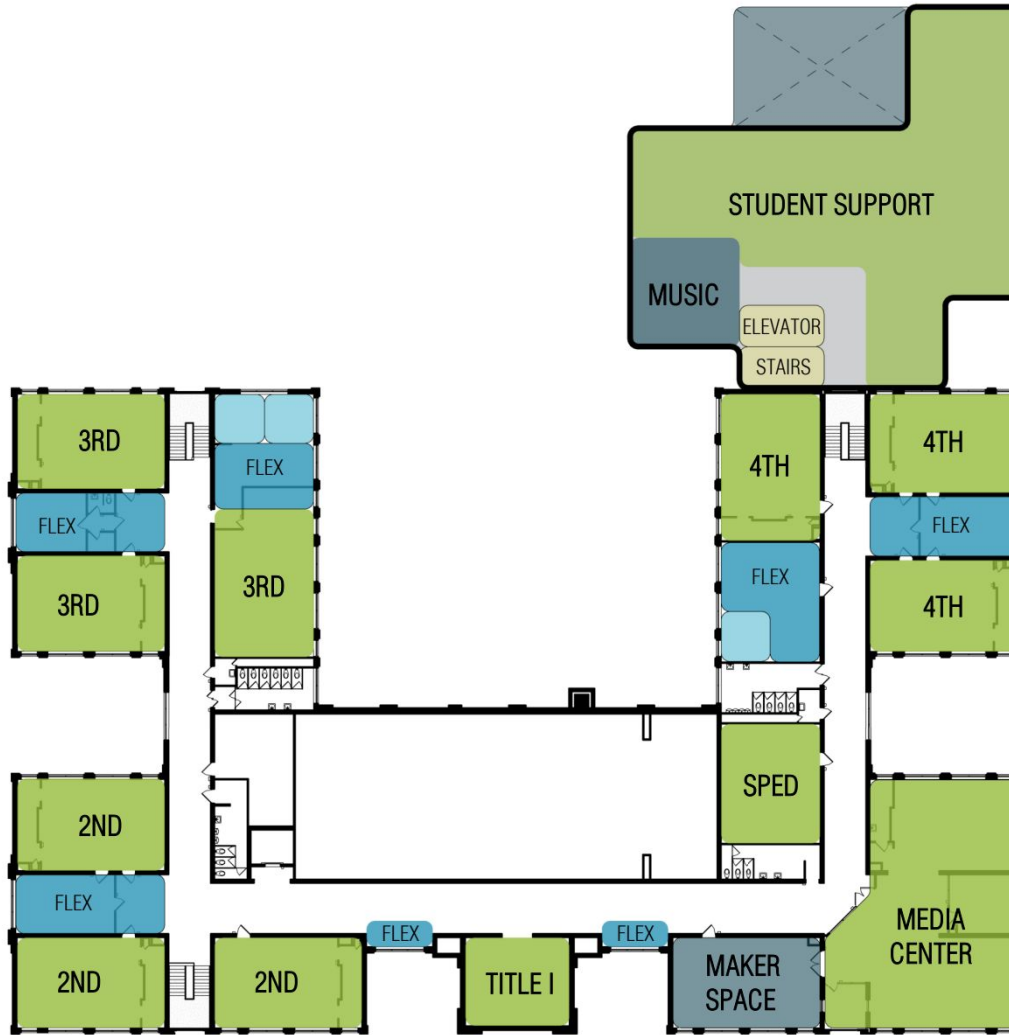 STUDENT SUPPORT
MUSIC
ELEVATOR
STAIRS
3RD
FLEX
4TH
4TH
FLEX
FLEX
FLEX
3RD
3RD
4TH
2ND
SPED
FLEX
MEDIA
CENTER
FLEX
FLEX
2ND
2ND
TITLE I
MAKER
SPACE